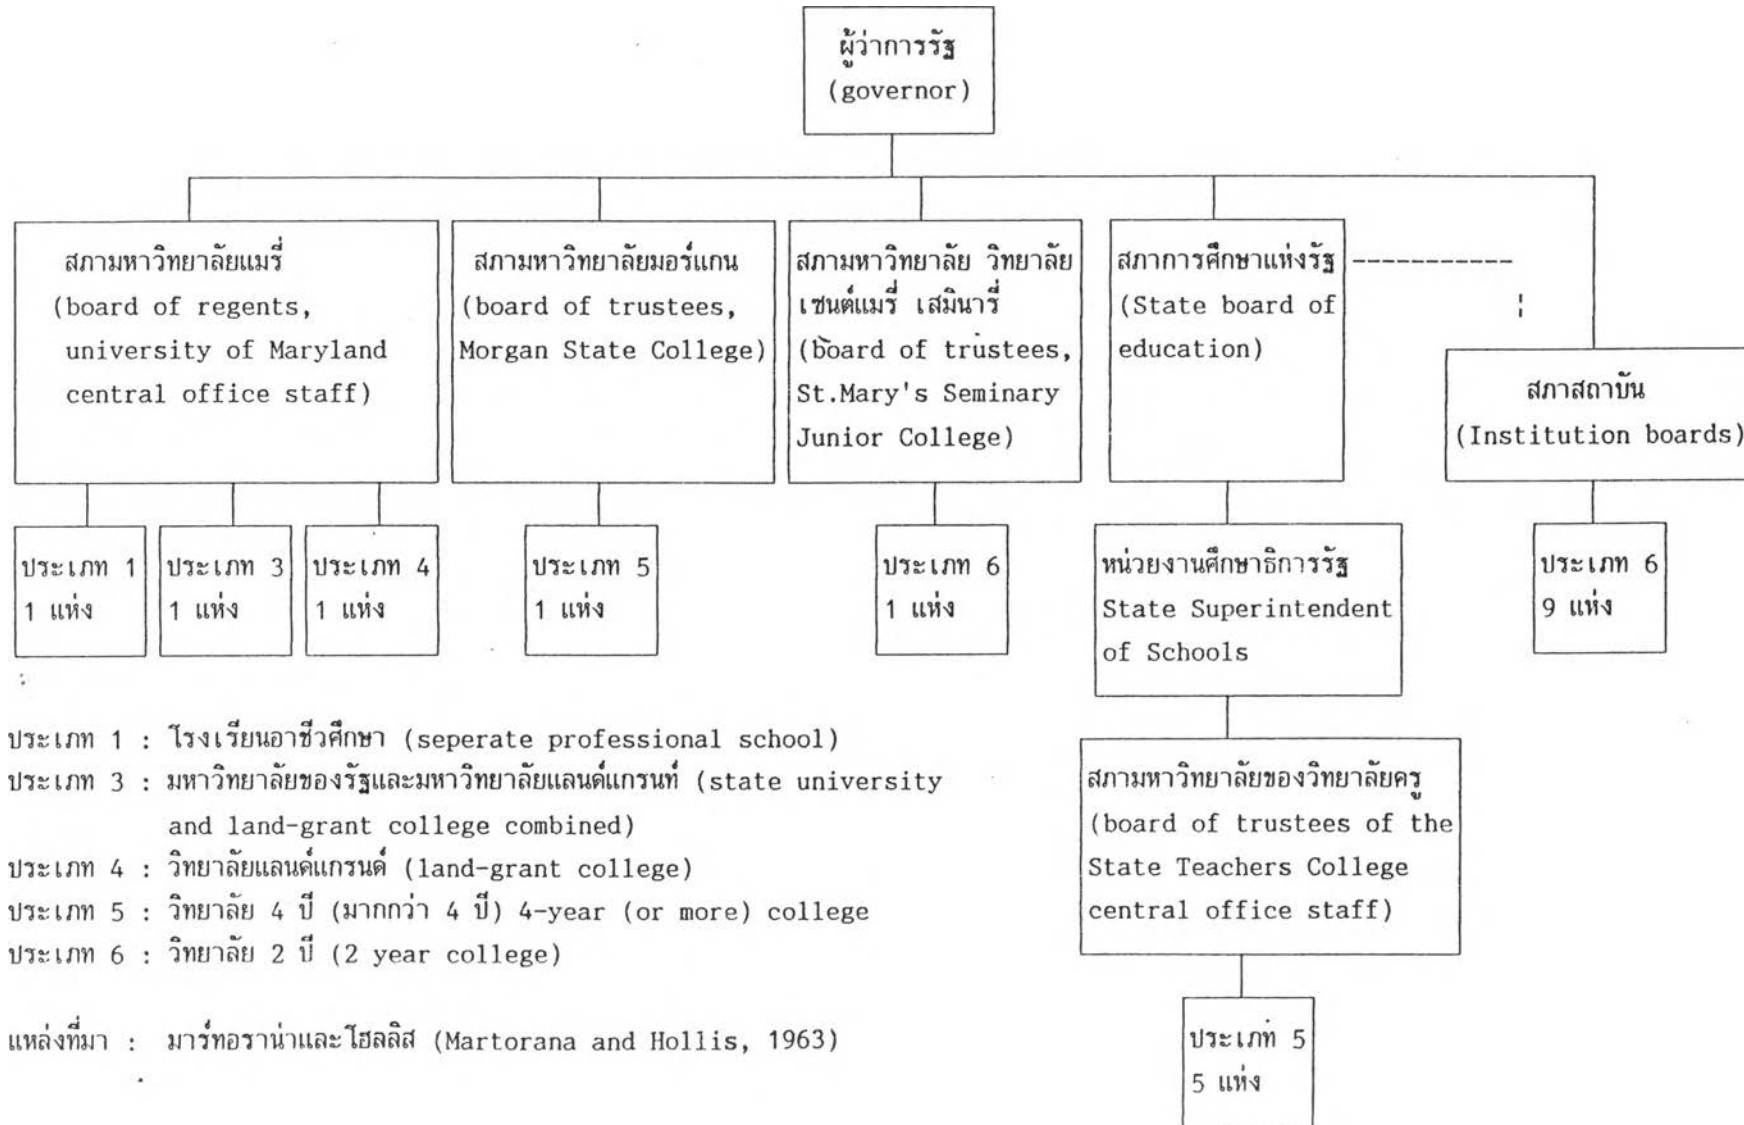 ผู้ว่าการรัฐ
(governor)
สภามหาวิทยาลัยแมรี่
(board of regents,
university of Maryland
central office staff)
สภามหาวิทยาลัยมอร์แกน
(board of trustees,
Morgan State College)
สภามหาวิทยาลัย วิทยาลัย
เซนต์แมรี่ เสมินารี่
(board of trustees,
St.Mary's Seminary
Junior College)
สภาการศึกษาแห่งรัฐ
(State board of
education)
สภาสถาบัน
(Institution boards)
ประเภท 1
1 แห่ง
ประเภท 3
1 แห่ง
ประเภท 4
1 แห่ง
ประเภท 5
1 แห่ง
ประเภท 6
1 แห่ง
หน่วยงานศึกษาธิการรัฐ
State Superintendent
of Schools
ประเภท 6
9 แห่ง
สภามหาวิทยาลัยของวิทยาลัยครู
(board of trustees of the
State Teachers College
central office staff)
ประเภท 5
5 แห่ง
ประเภท 1 : โรงเรียนอาชีวศึกษา (seperate professional school)
ประเภท 3 : มหาวิทยาลัยของรัฐและมหาวิทยาลัยแลนด์แกรนท์ (state university
and land-grant college combined)
ประเภท 4 : วิทยาลัยแลนด์แกรนด์ (land-grant college)
ประเภท 5 : วิทยาลัย 4 ปี (มากกว่า 4 ปี) 4-year (or more) college
ประเภท 6 : วิทยาลัย 2 ปี (2 year college)
แหล่งที่มา : มาร์ทอราน่าและโฮลลิส (Martorana and Hollis, 1963)